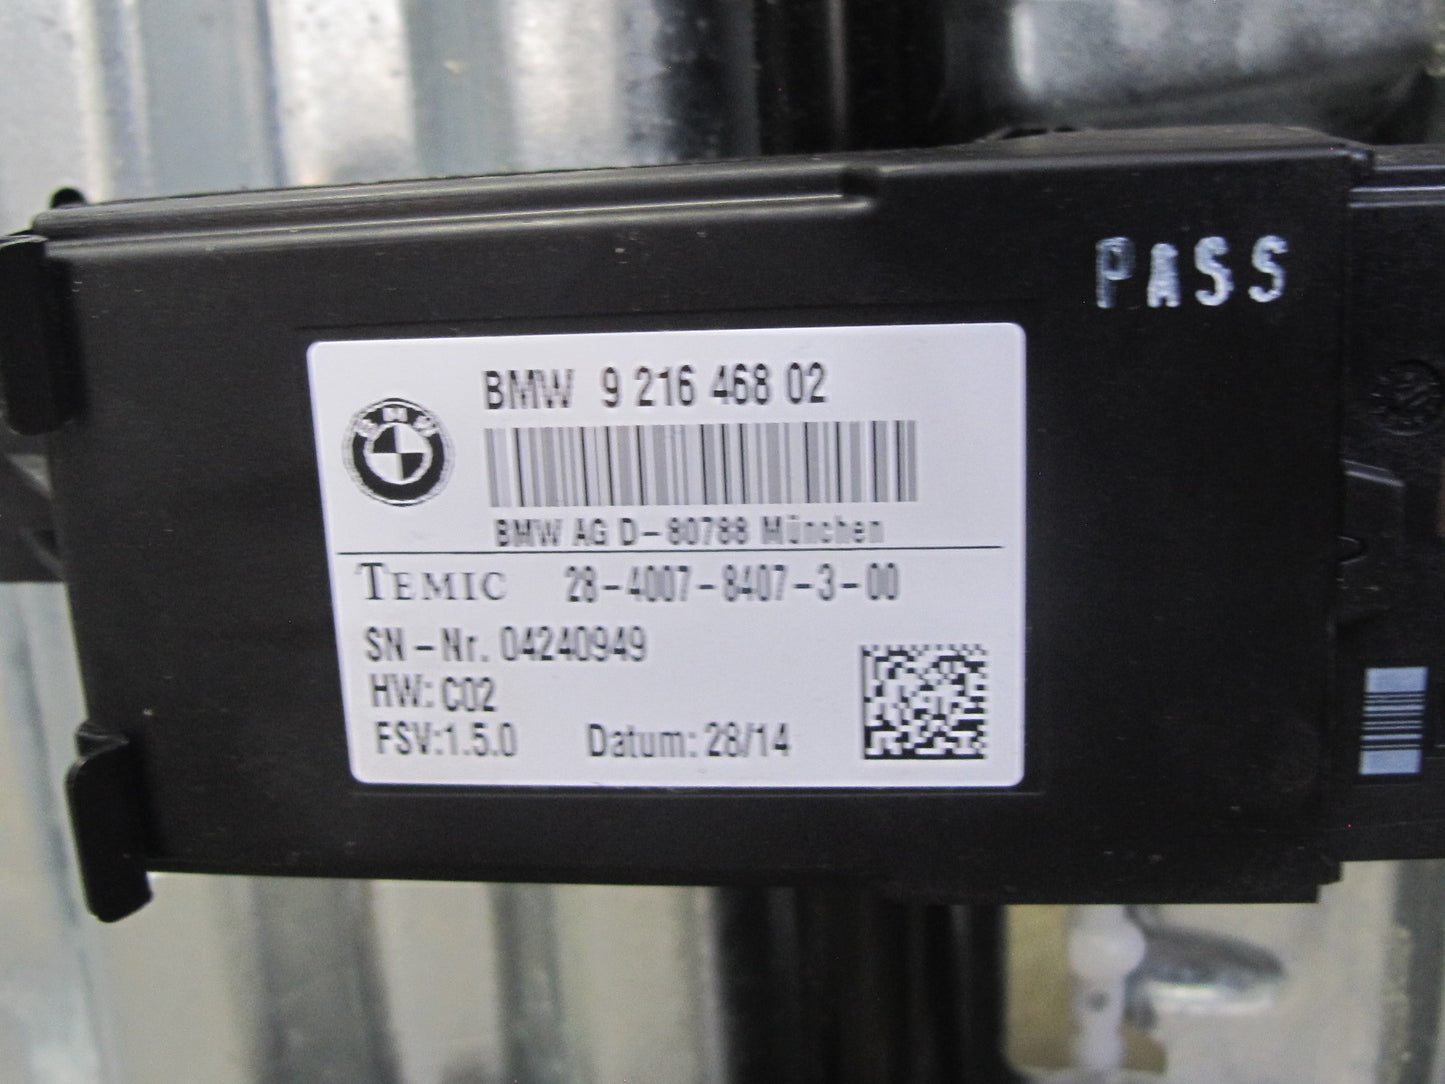 PASS
BMW 9 216 468 02
BMW
BMW AG D-80788 München
TEMIC 28-4007-8407-3-00
SN-Nr. 04240949
HW: C02
FSV:1.5.0 Datum: 28/14